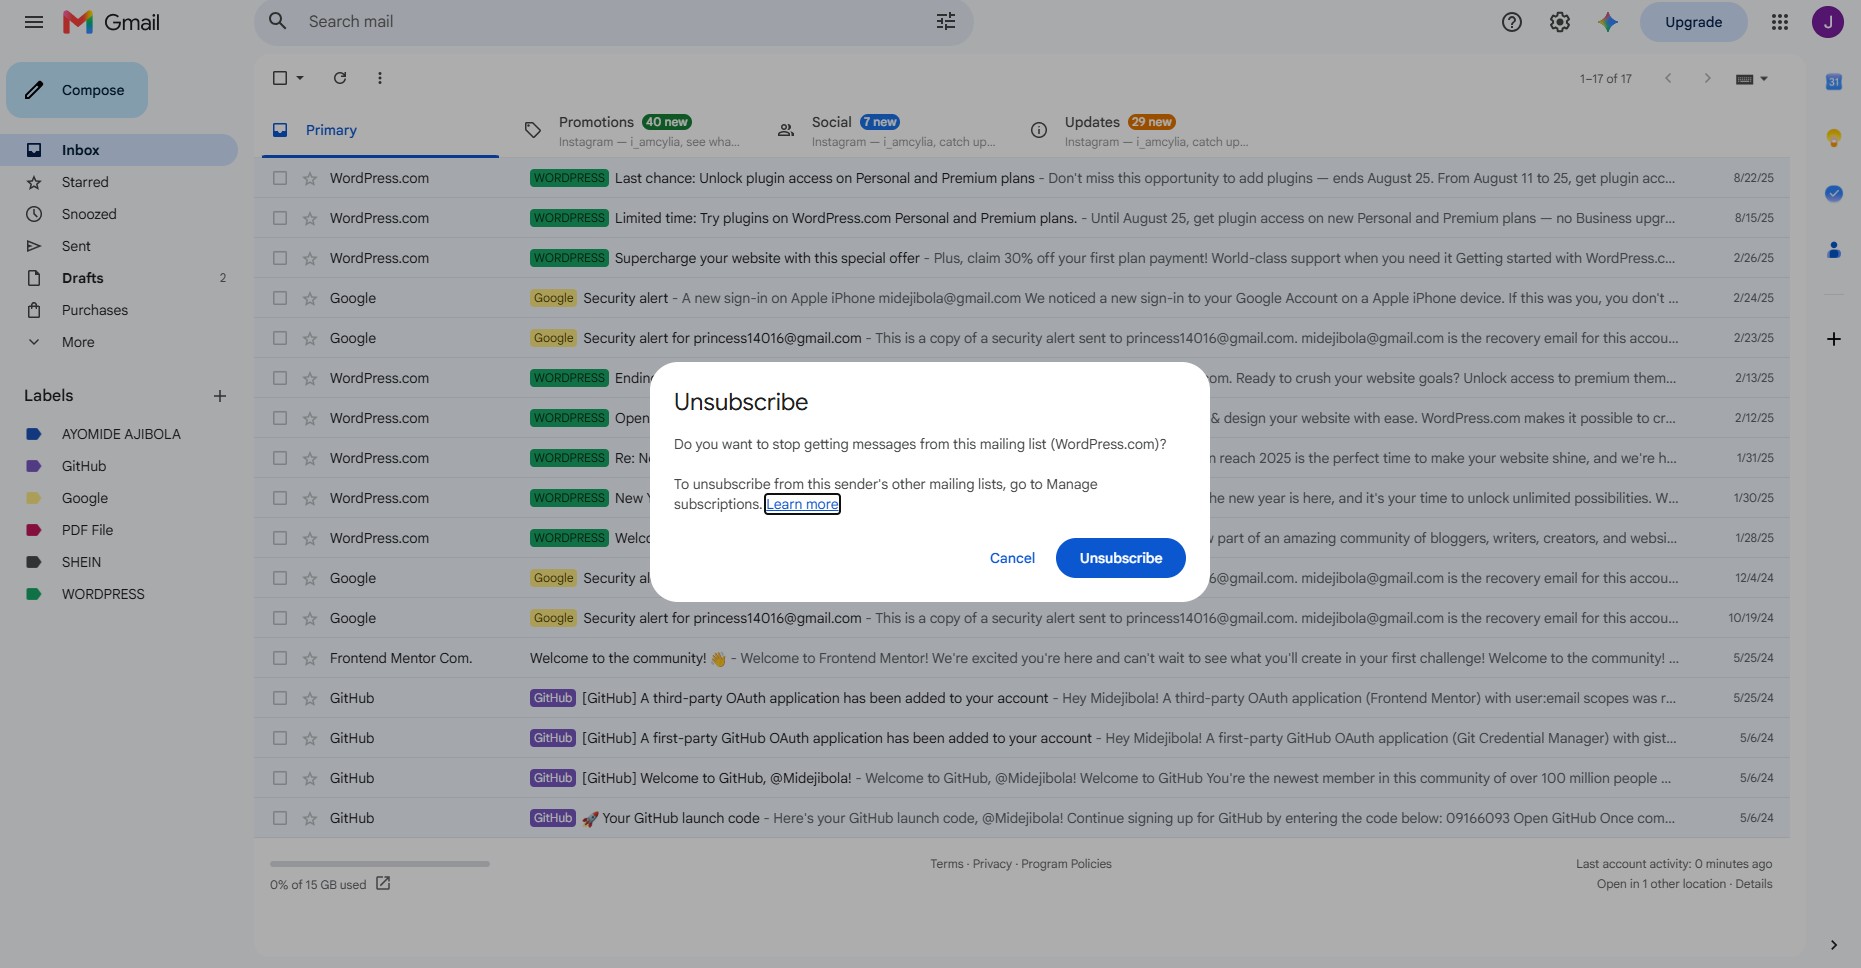 Gmail
Search mail
Upgrade
J
Compose
1–17 of 17
Inbox
Starred
Snoozed
Sent
Drafts 2
Purchases
More
Labels
AYOMIDE AJIBOLA
GitHub
Google
PDF File
SHEIN
WORDPRESS
Primary
Promotions 40 new
Instagram — i_amcylia, see wha...
Social 7 new
Instagram — i_amcylia, catch up...
Updates 29 new
Instagram — i_amcylia, catch up...
WordPress.com WORDPRESS Last chance: Unlock plugin access on Personal and Premium plans - Don't miss this opportunity to add plugins — ends August 25. From August 11 to 25, get plugin acc... 8/22/25
WordPress.com WORDPRESS Limited time: Try plugins on WordPress.com Personal and Premium plans. - Until August 25, get plugin access on new Personal and Premium plans — no Business upgr... 8/15/25
WordPress.com WORDPRESS Supercharge your website with this special offer - Plus, claim 30% off your first plan payment! World-class support when you need it Getting started with WordPress.c... 2/26/25
Google Google Security alert - A new sign-in on Apple iPhone midejibola@gmail.com We noticed a new sign-in to your Google Account on a Apple iPhone device. If this was you, you don't ... 2/24/25
Google Google Security alert for princess14016@gmail.com - This is a copy of a security alert sent to princess14016@gmail.com. midejibola@gmail.com is the recovery email for this accou... 2/23/25
WordPress.com WORDPRESS Endin om. Ready to crush your website goals? Unlock access to premium them... 2/13/25
WordPress.com WORDPRESS Open & design your website with ease. WordPress.com makes it possible to cr... 2/12/25
WordPress.com WORDPRESS Re: N n reach 2025 is the perfect time to make your website shine, and we're h... 1/31/25
WordPress.com WORDPRESS New he new year is here, and it's your time to unlock unlimited possibilities. W... 1/30/25
WordPress.com WORDPRESS Welc part of an amazing community of bloggers, writers, creators, and websi... 1/28/25
Google Google Security al 6@gmail.com. midejibola@gmail.com is the recovery email for this accou... 12/4/24
Google Google Security alert for princess14016@gmail.com - This is a copy of a security alert sent to princess14016@gmail.com. midejibola@gmail.com is the recovery email for this accou... 10/19/24
Frontend Mentor Com. Welcome to the community! 👋 - Welcome to Frontend Mentor! We're excited you're here and can't wait to see what you'll create in your first challenge! Welcome to the community! ... 5/25/24
GitHub GitHub [GitHub] A third-party OAuth application has been added to your account - Hey Midejibola! A third-party OAuth application (Frontend Mentor) with user:email scopes was r... 5/25/24
GitHub GitHub [GitHub] A first-party GitHub OAuth application has been added to your account - Hey Midejibola! A first-party GitHub OAuth application (Git Credential Manager) with gist... 5/6/24
GitHub GitHub [GitHub] Welcome to GitHub, @Midejibola! - Welcome to GitHub, @Midejibola! Welcome to GitHub You're the newest member in this community of over 100 million people ... 5/6/24
GitHub GitHub 🚀 Your GitHub launch code - Here's your GitHub launch code, @Midejibola! Continue signing up for GitHub by entering the code below: 09166093 Open GitHub Once com... 5/6/24
Unsubscribe
Do you want to stop getting messages from this mailing list (WordPress.com)?
To unsubscribe from this sender's other mailing lists, go to Manage
subscriptions. Learn more
Cancel Unsubscribe
0% of 15 GB used
Terms · Privacy · Program Policies
Last account activity: 0 minutes ago
Open in 1 other location · Details
31